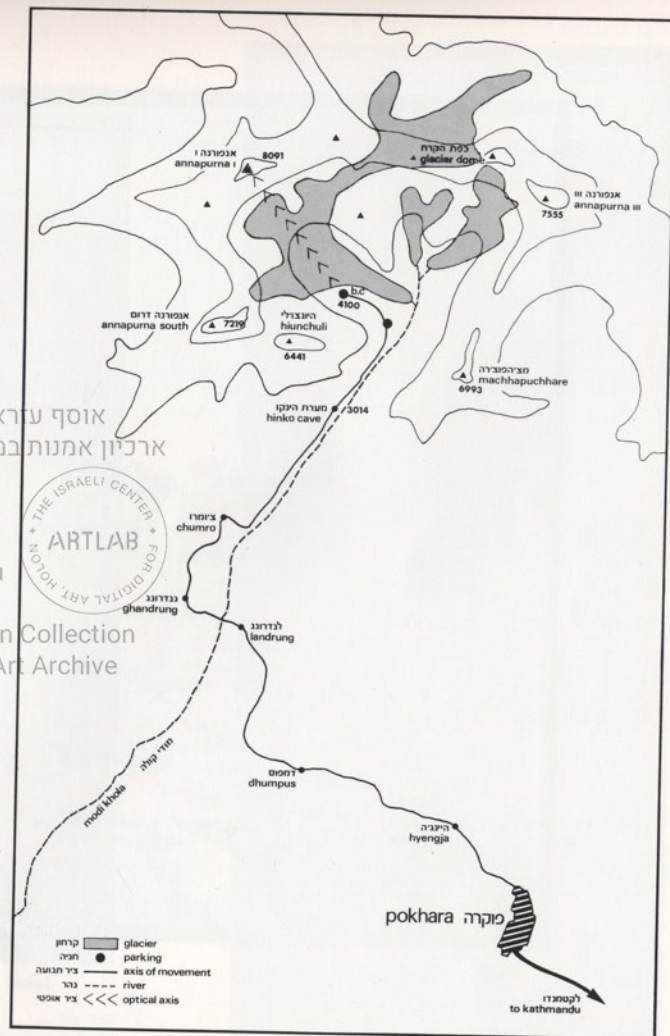 אנפורנה I
annapurna I
8091
כפת הקרח
glacier dome
אנפורנה III
annapurna III
7555
b.c
4100
אנפורנה דרום
annapurna south
7219
היונצולי
hiunchuli
6441
מצ׳הפוצ׳רה
machhapuchhare
6993
מערת הינקו
hinko cave
3014
אוסף עזרא
ארכיון אמנות במ
THE ISRAELI CENTER
FOR DIGITAL ART, HOLON
ARTLAB
צ׳ומרו
chumro
גנדרונג
ghandrung
לנדרונג
landrung
n Collection
Art Archive
מודי קולה
modi khola
דמפוס
dhumpus
היינג׳ה
hyengja
pokhara פוקרה
קרחון glacier
חניה parking
ציר תנועה axis of movement
נהר river
ציר אופטי optical axis
לקטמנדו
to kathmandu